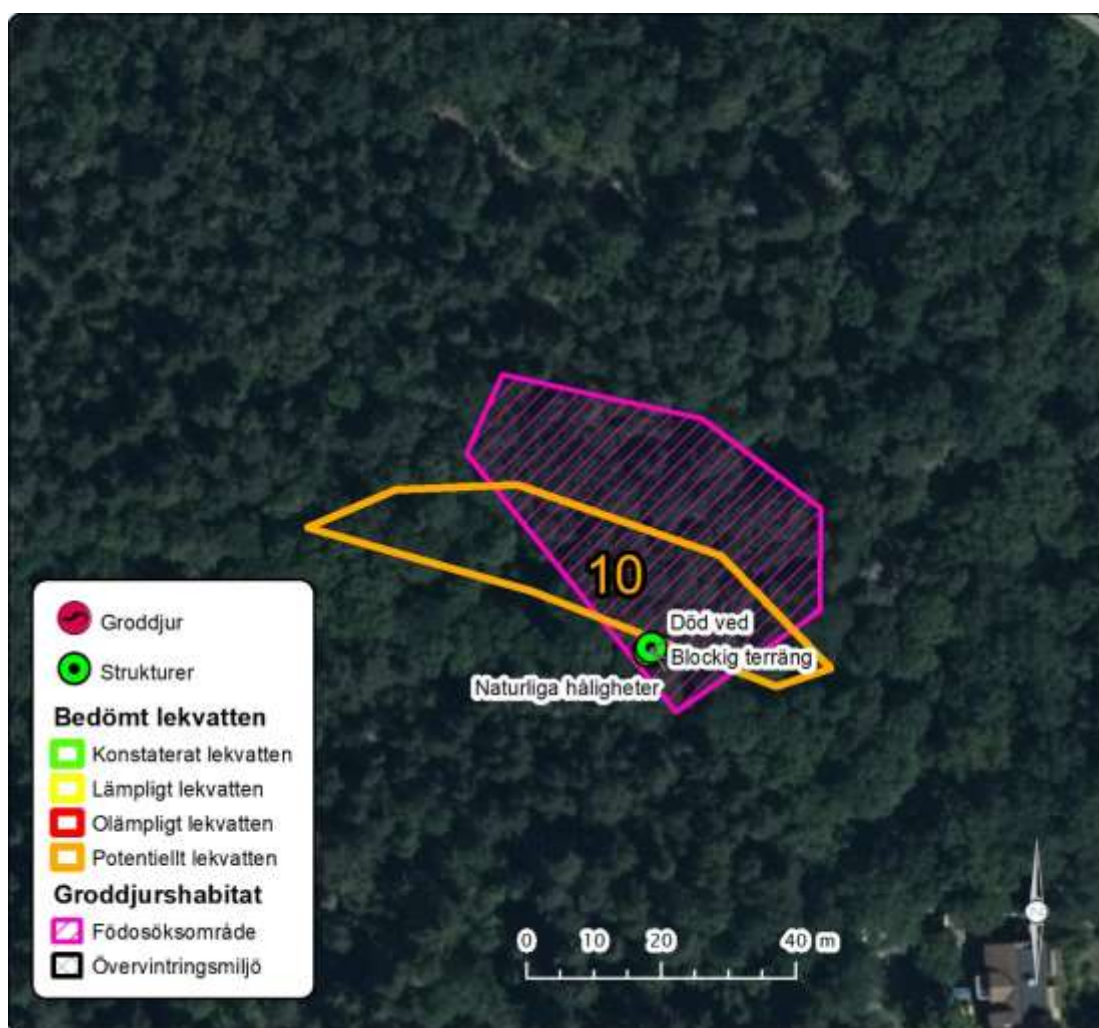 10
Död ved
Blockig terräng
Naturliga håligheter
Groddjur
Strukturer
Bedömt lekvatten
Konstaterat lekvatten
Lämpligt lekvatten
Olämpligt lekvatten
Potentiellt lekvatten
Groddjurshabitat
Födosöksområde
Övervintringsmiljö
0 10 20 40 m